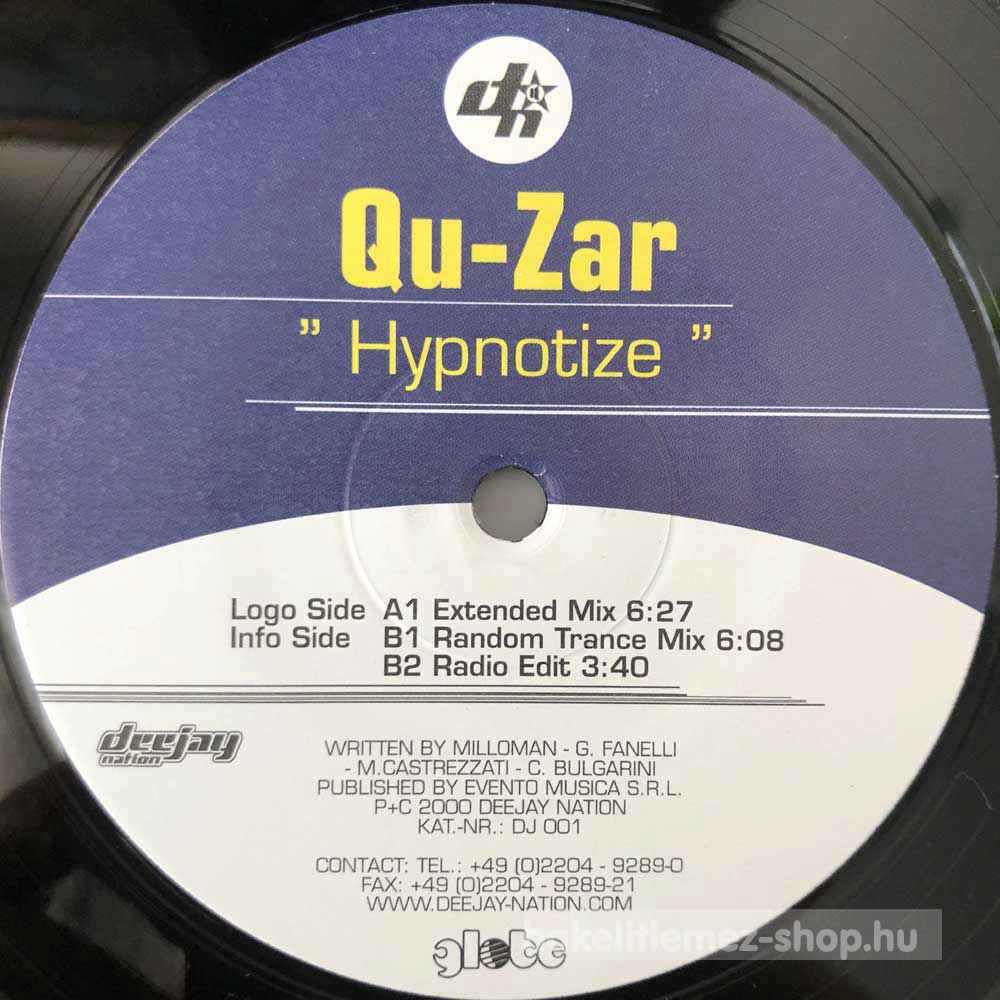 dn
Qu-Zar
" Hypnotize "
Logo Side A1 Extended Mix 6:27
Info Side B1 Random Trance Mix 6:08
B2 Radio Edit 3:40
deejay
nation
WRITTEN BY MILLOMAN - G. FANELLI
- M.CASTREZZATI - C. BULGARINI
PUBLISHED BY EVENTO MUSICA S.R.L.
P+C 2000 DEEJAY NATION
KAT.-NR.: DJ 001
CONTACT: TEL.: +49 (0)2204 - 9289-0
FAX: +49 (0)2204 - 9289-21
WWW.DEEJAY-NATION.COM
bakelitlemez-shop.hu